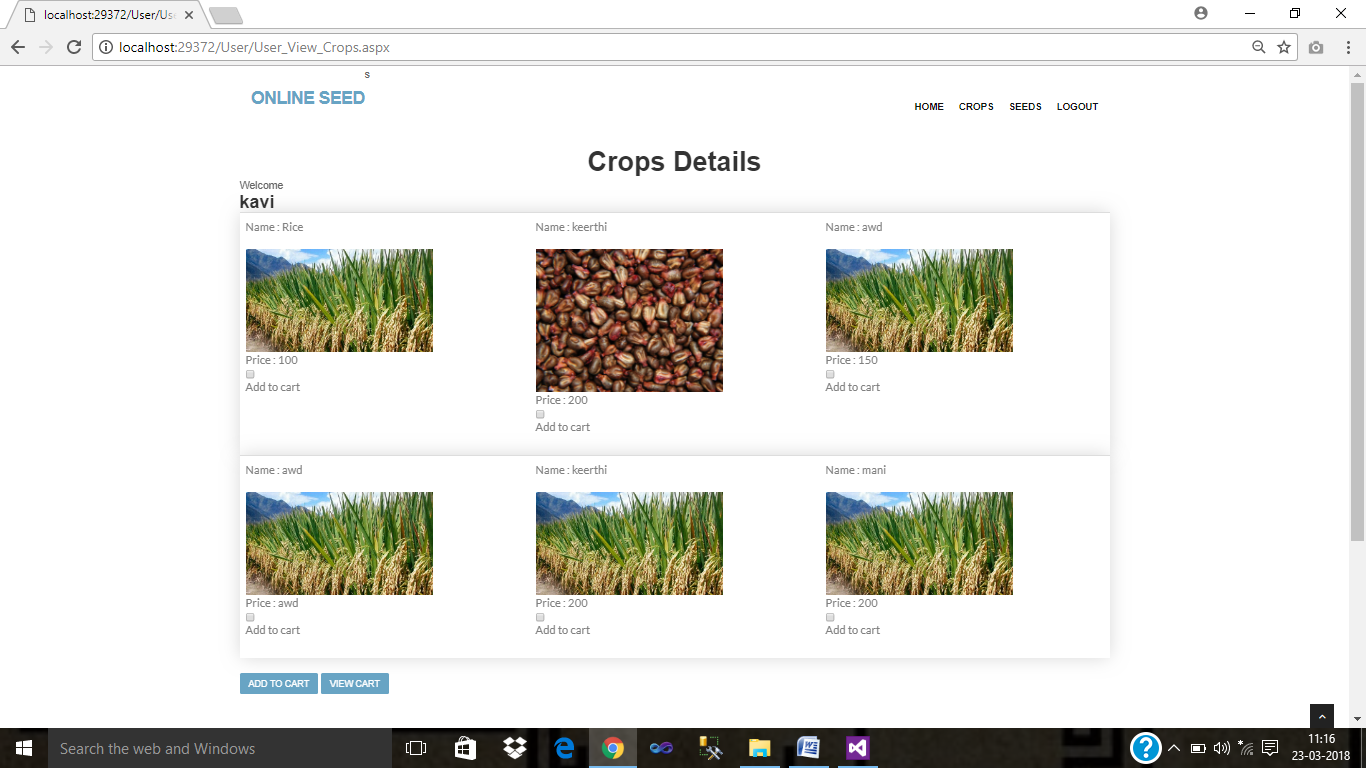 localhost:29372/User/Use
localhost:29372/User/User_View_Crops.aspx
s
ONLINE SEED
HOME CROPS SEEDS LOGOUT
Crops Details
Welcome
kavi
Name : Rice
Price : 100
Add to cart
Name : keerthi
Price : 200
Add to cart
Name : awd
Price : 150
Add to cart
Name : awd
Price : awd
Add to cart
Name : keerthi
Price : 200
Add to cart
Name : mani
Price : 200
Add to cart
ADD TO CART VIEW CART
Search the web and Windows
11:16
23-03-2018